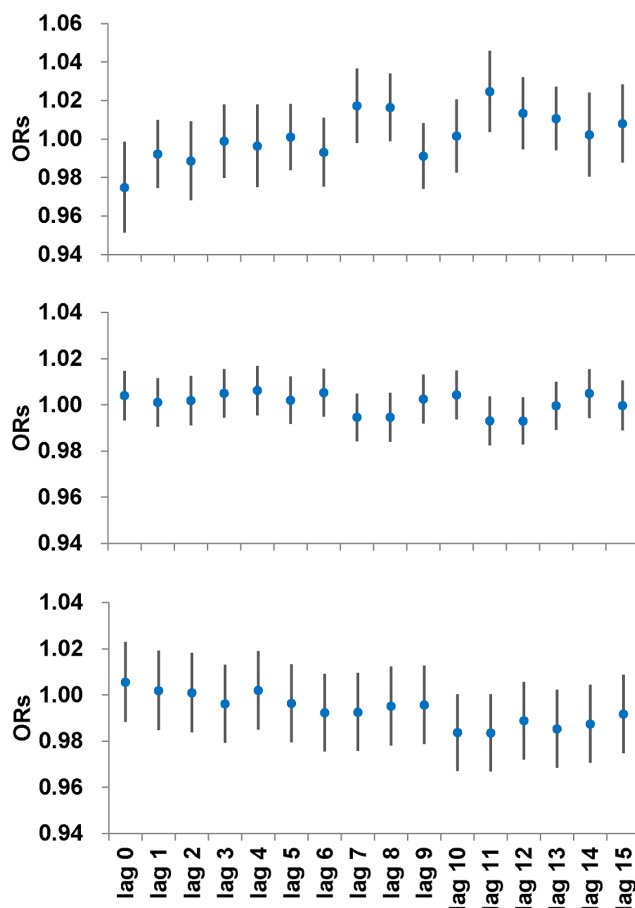 1.06
1.04
1.02
1.00
0.98
0.96
0.94
ORs
1.04
1.02
1.00
0.98
0.96
0.94
ORs
1.04
1.02
1.00
0.98
0.96
0.94
ORs
lag 0
lag 1
lag 2
lag 3
lag 4
lag 5
lag 6
lag 7
lag 8
lag 9
lag 10
lag 11
lag 12
lag 13
lag 14
lag 15